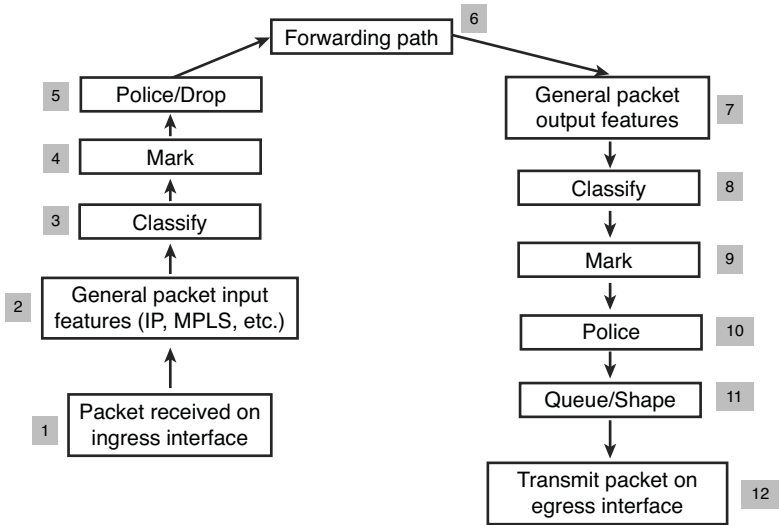 6
Forwarding path
5
Police/Drop
4
Mark
3
Classify
2
General packet input
features (IP, MPLS, etc.)
1
Packet received on
ingress interface
General packet
output features
7
Classify
8
Mark
9
Police
10
Queue/Shape
11
Transmit packet on
egress interface
12